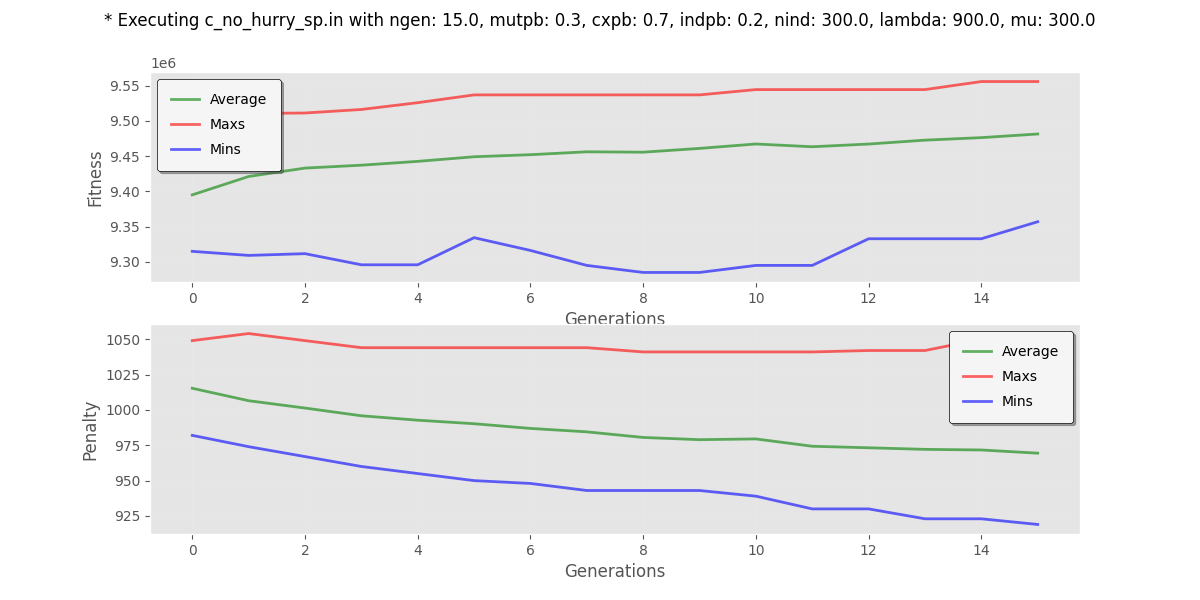 * Executing c_no_hurry_sp.in with ngen: 15.0, mutpb: 0.3, cxpb: 0.7, indpb: 0.2, nind: 300.0, lambda: 900.0, mu: 300.0
1e6
9.55
9.50
9.45
9.40
9.35
9.30
Fitness
Average
Maxs
Mins
0 2 4 6 8 10 12 14
Generations
1050
1025
1000
975
950
925
Penalty
Average
Maxs
Mins
0 2 4 6 8 10 12 14
Generations